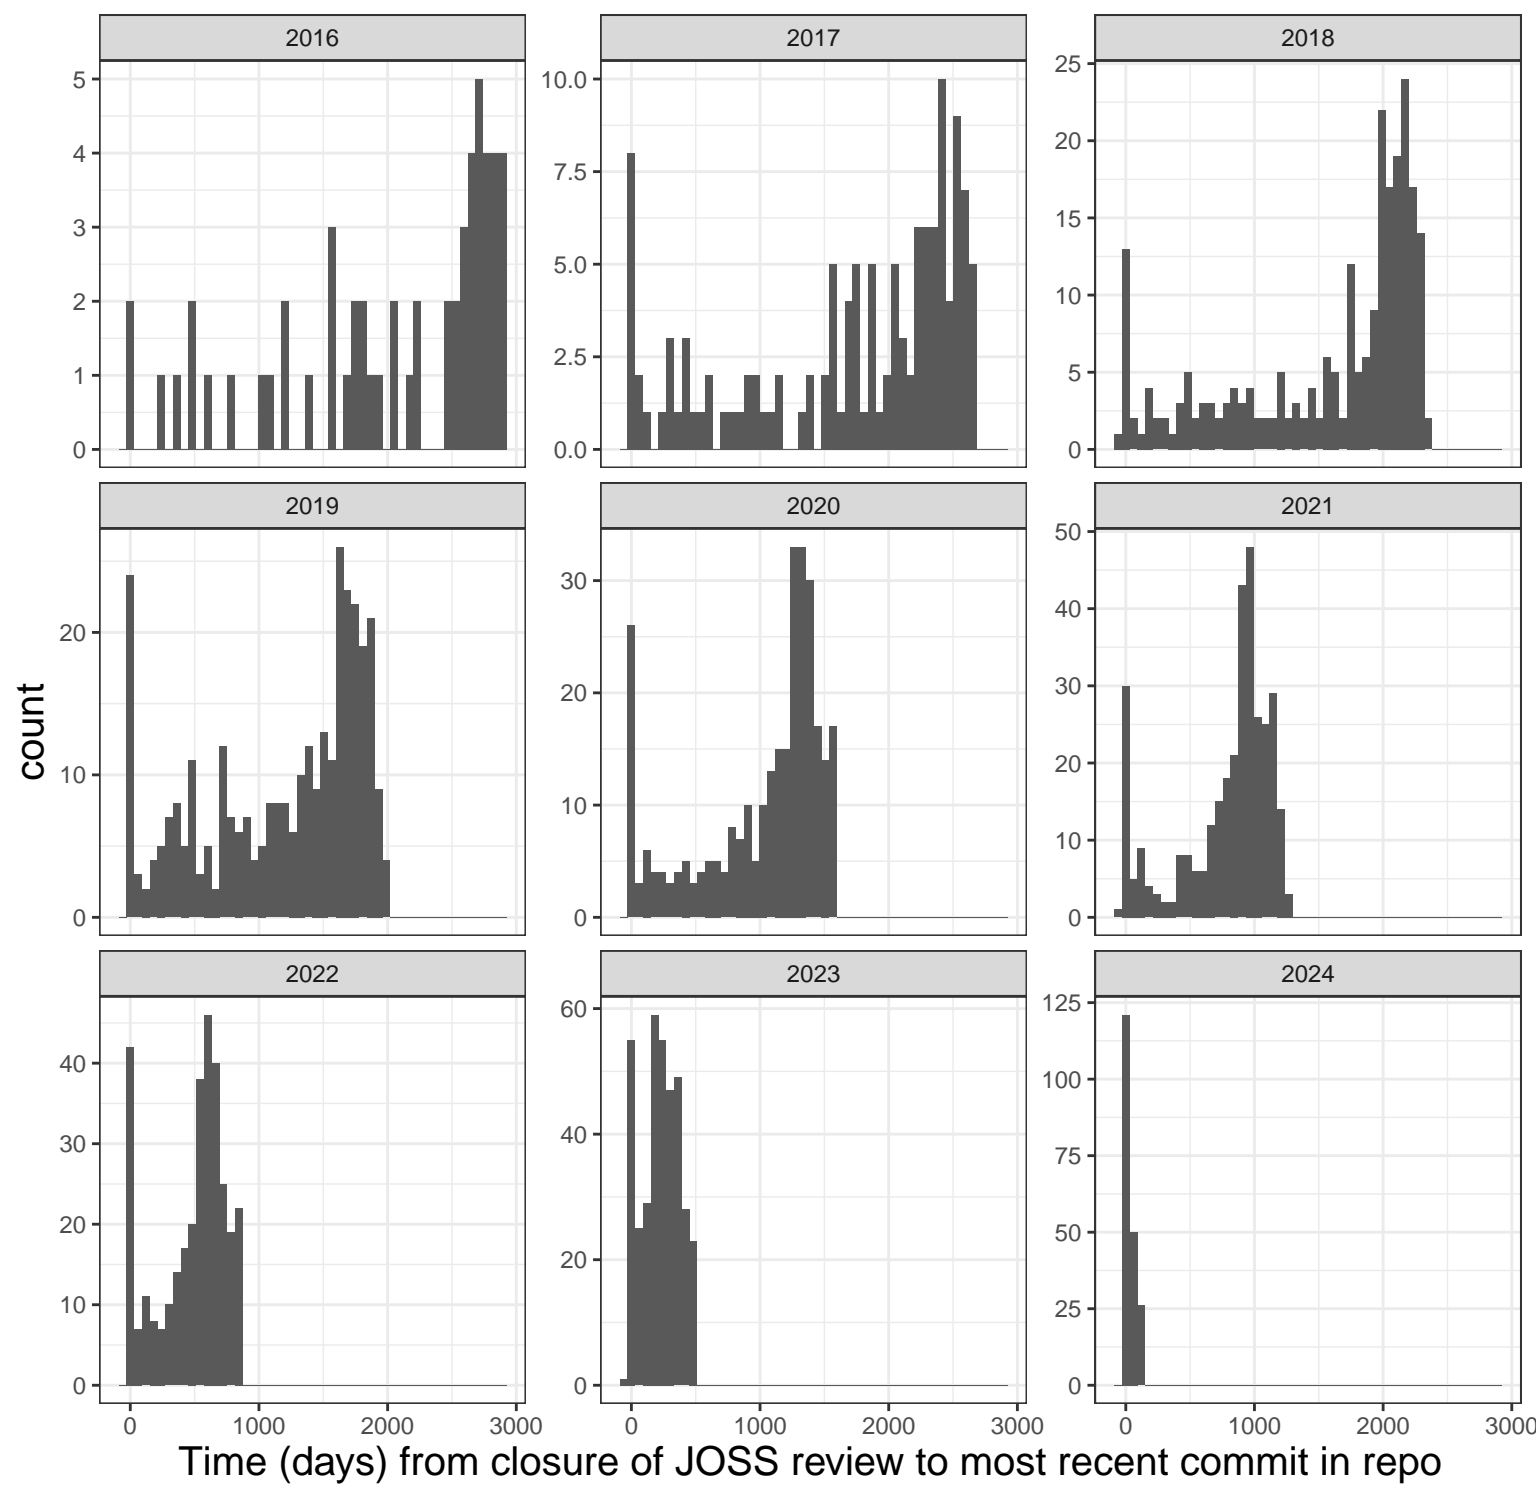 2016 2017 2018
5 4 3 2 1 0
10.0 7.5 5.0 2.5 0.0
25 20 15 10 5 0
2019 2020 2021
20 10 0
30 20 10 0
50 40 30 20 10 0
count
2022 2023 2024
40 30 20 10 0
60 40 20 0
125 100 75 50 25 0
0 1000 2000 3000 0 1000 2000 3000 0 1000 2000 3000
Time (days) from closure of JOSS review to most recent commit in repo